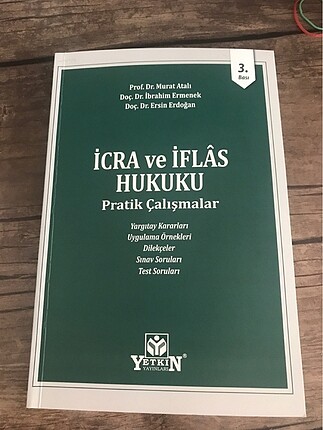 3.
Bası
Prof. Dr. Murat Atalı
Doç. Dr. İbrahim Ermenek
Doç. Dr. Ersin Erdoğan
İCRA ve İFLÂS
HUKUKU
Pratik Çalışmalar
Yargıtay Kararları
Uygulama Örnekleri
Dilekçeler
Sınav Soruları
Test Soruları
YETKİN®
YAYINLARI